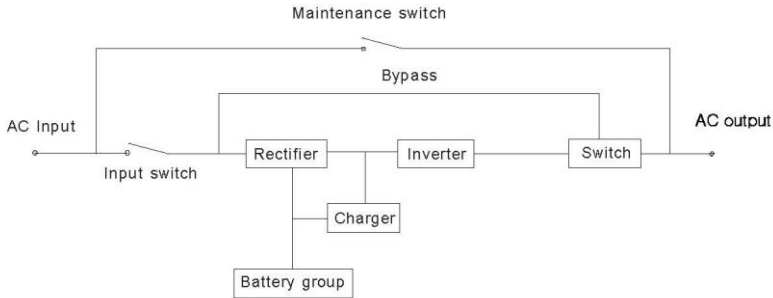 Maintenance switch
Bypass
AC Input
AC output
Rectifier
Inverter
Switch
Input switch
Charger
Battery group